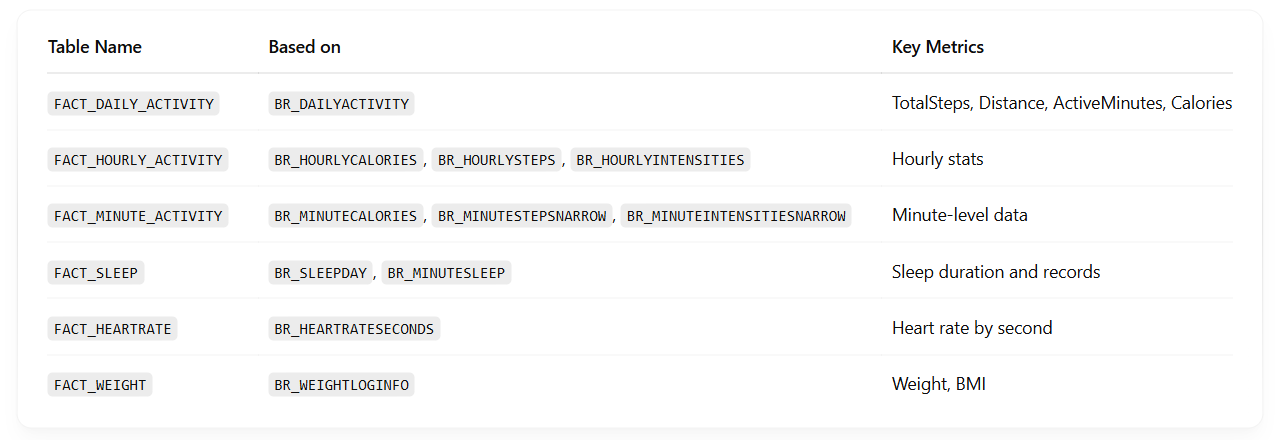 Table Name Based on Key Metrics
FACT_DAILY_ACTIVITY BR_DAILYACTIVITY TotalSteps, Distance, ActiveMinutes, Calories
FACT_HOURLY_ACTIVITY BR_HOURLYCALORIES, BR_HOURLYSTEPS, BR_HOURLYINTENSITIES Hourly stats
FACT_MINUTE_ACTIVITY BR_MINUTECALORIES, BR_MINUTESTEPSNARROW, BR_MINUTEINTENSITIESNARROW Minute-level data
FACT_SLEEP BR_SLEEPDAY, BR_MINUTESLEEP Sleep duration and records
FACT_HEARTRATE BR_HEARTRATESECONDS Heart rate by second
FACT_WEIGHT BR_WEIGHTLOGINFO Weight, BMI